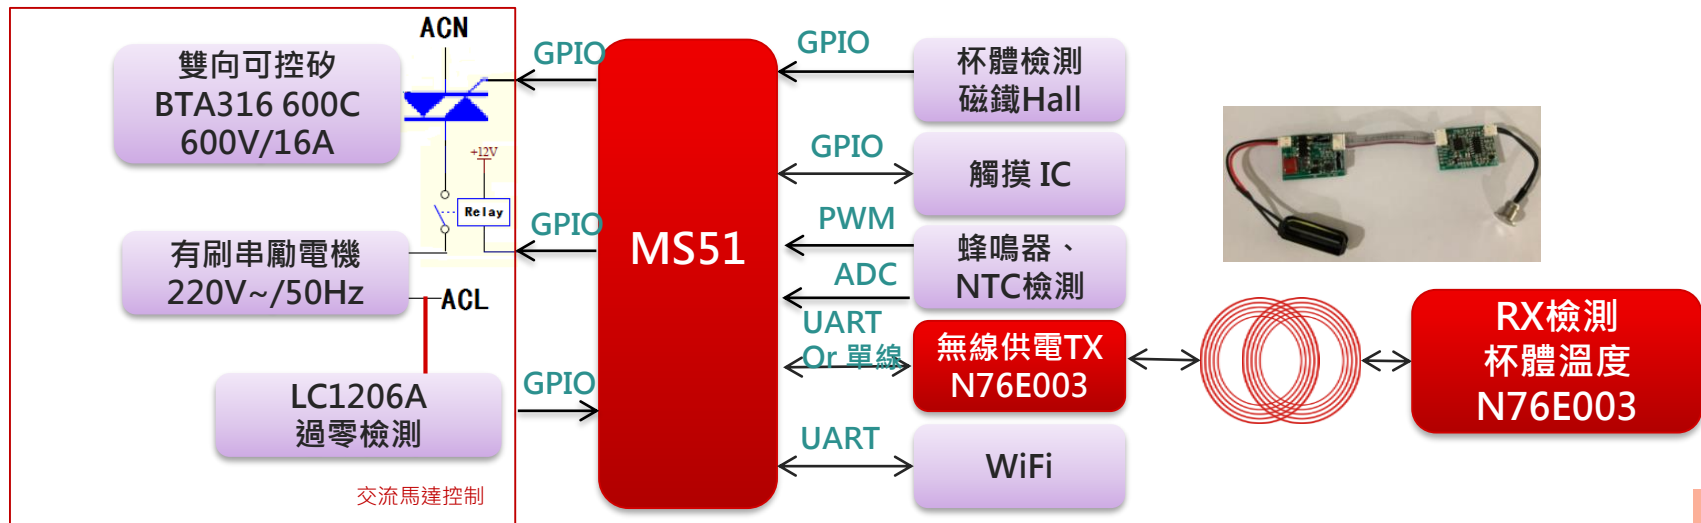 ACN
雙向可控矽
BTA316 600C
600V/16A
+12V
Relay
有刷串勵電機
220V~/50Hz
ACL
LC1206A
過零檢測
交流馬達控制
GPIO
GPIO
GPIO
MS51
GPIO
杯體檢測
磁鐵Hall
GPIO
觸摸 IC
PWM
ADC
蜂鳴器、
NTC檢測
UART
Or 單線
無線供電TX
N76E003
UART
WiFi
RX檢測
杯體溫度
N76E003